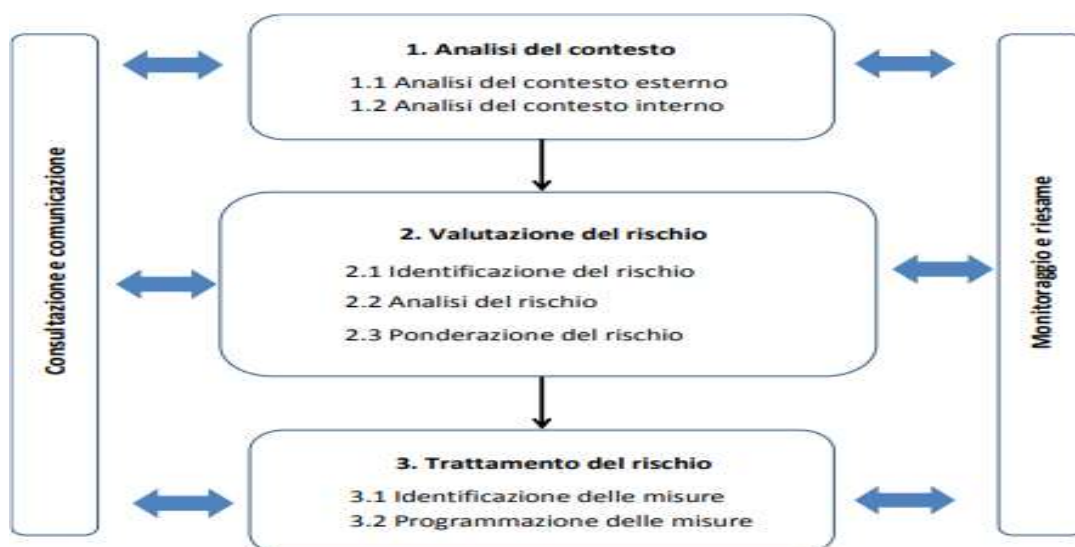 Consultazione e comunicazione
1. Analisi del contesto
1.1 Analisi del contesto esterno
1.2 Analisi del contesto interno
2. Valutazione del rischio
2.1 Identificazione del rischio
2.2 Analisi del rischio
2.3 Ponderazione del rischio
3. Trattamento del rischio
3.1 Identificazione delle misure
3.2 Programmazione delle misure
Monitoraggio e riesame